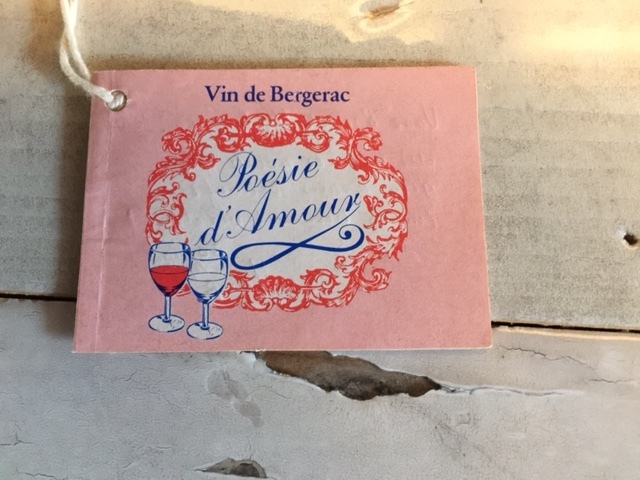 Vin de Bergerac
Poésie
d'Amour